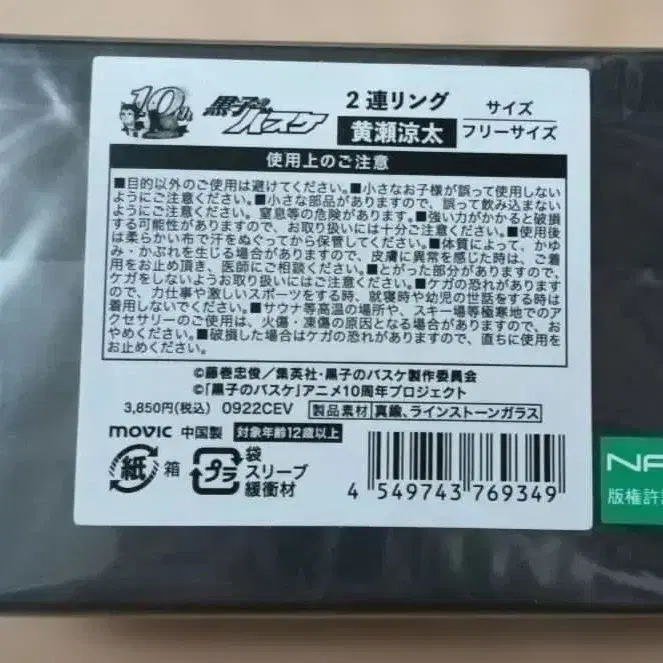 10th
黒子のバスケ
2連リング
黄瀬涼太
サイズ
フリーサイズ
使用上のご注意
■目的以外のご使用は避けてください。■小さなお子様が誤って使用しない
ようにご注意ください。■小さな部品がありますので、誤って飲み込まない
ようにご注意ください。窒息等の危険があります。■強い力がかかると破損
する可能性がありますので、お取り扱いには十分ご注意ください。■使用後
は柔らかい布で汗をぬぐってから保管してください。■体質によって、かゆ
み・かぶれを生じる場合がありますので、皮膚に異常を感じた時は、ご着
用をお止め頂き、医師にご相談ください。■とがった部分がありますので、
ケガをしないようお取り扱いにはご注意ください。■ケガの恐れがあります
ので、力仕事や激しいスポーツをする時、就寝時や幼児の世話をする時は
着用しないでください。■サウナ等高温の場所や、スキー場等極寒地でのア
クセサリーのご使用は、火傷・凍傷の原因となる場合がありますので、お
やめください。■破損した場合はケガの恐れがありますので、直ちに使用を
お止めください。
©藤巻忠俊／集英社・黒子のバスケ製作委員会
©「黒子のバスケ」アニメ10周年プロジェクト
3,850円(税込) 0922CEV 製品素材 真鍮、ラインストーンガラス
movic 中国製 対象年齢12歳以上
紙 箱
プラ 袋
スリーブ
緩衝材
4 549743 769349
版権許